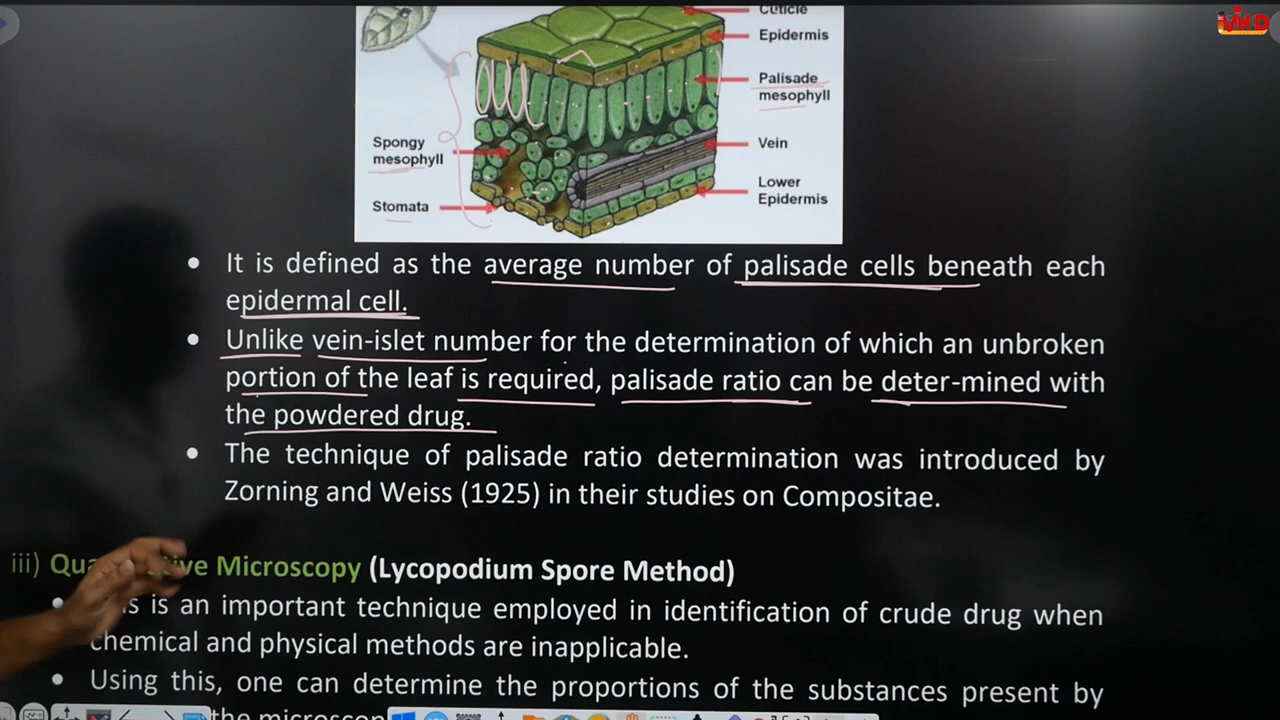 Cuticle
Epidermis
Palisade
mesophyll
Spongy
mesophyll
Vein
Lower
Epidermis
Stomata
• It is defined as the average number of palisade cells beneath each
epidermal cell.
• Unlike vein-islet number for the determination of which an unbroken
portion of the leaf is required, palisade ratio can be deter-mined with
the powdered drug.
• The technique of palisade ratio determination was introduced by
Zorning and Weiss (1925) in their studies on Compositae.
iii) Microscopy (Lycopodium Spore Method)
• is an important technique employed in identification of crude drug when
chemical and physical methods are inapplicable.
• Using this, one can determine the proportions of the substances present by
the